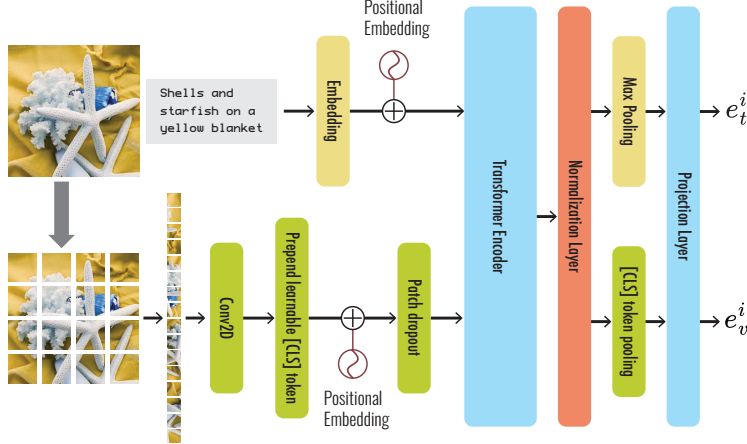 Positional
Embedding
Shells and
starfish on a
yellow blanket
Embedding
Transformer Encoder
Normalization Layer
Max Pooling
Projection Layer
e_t^i
Conv2D
Prepend learnable [CLS] token
Patch dropout
[CLS] token pooling
e_v^i
Positional
Embedding